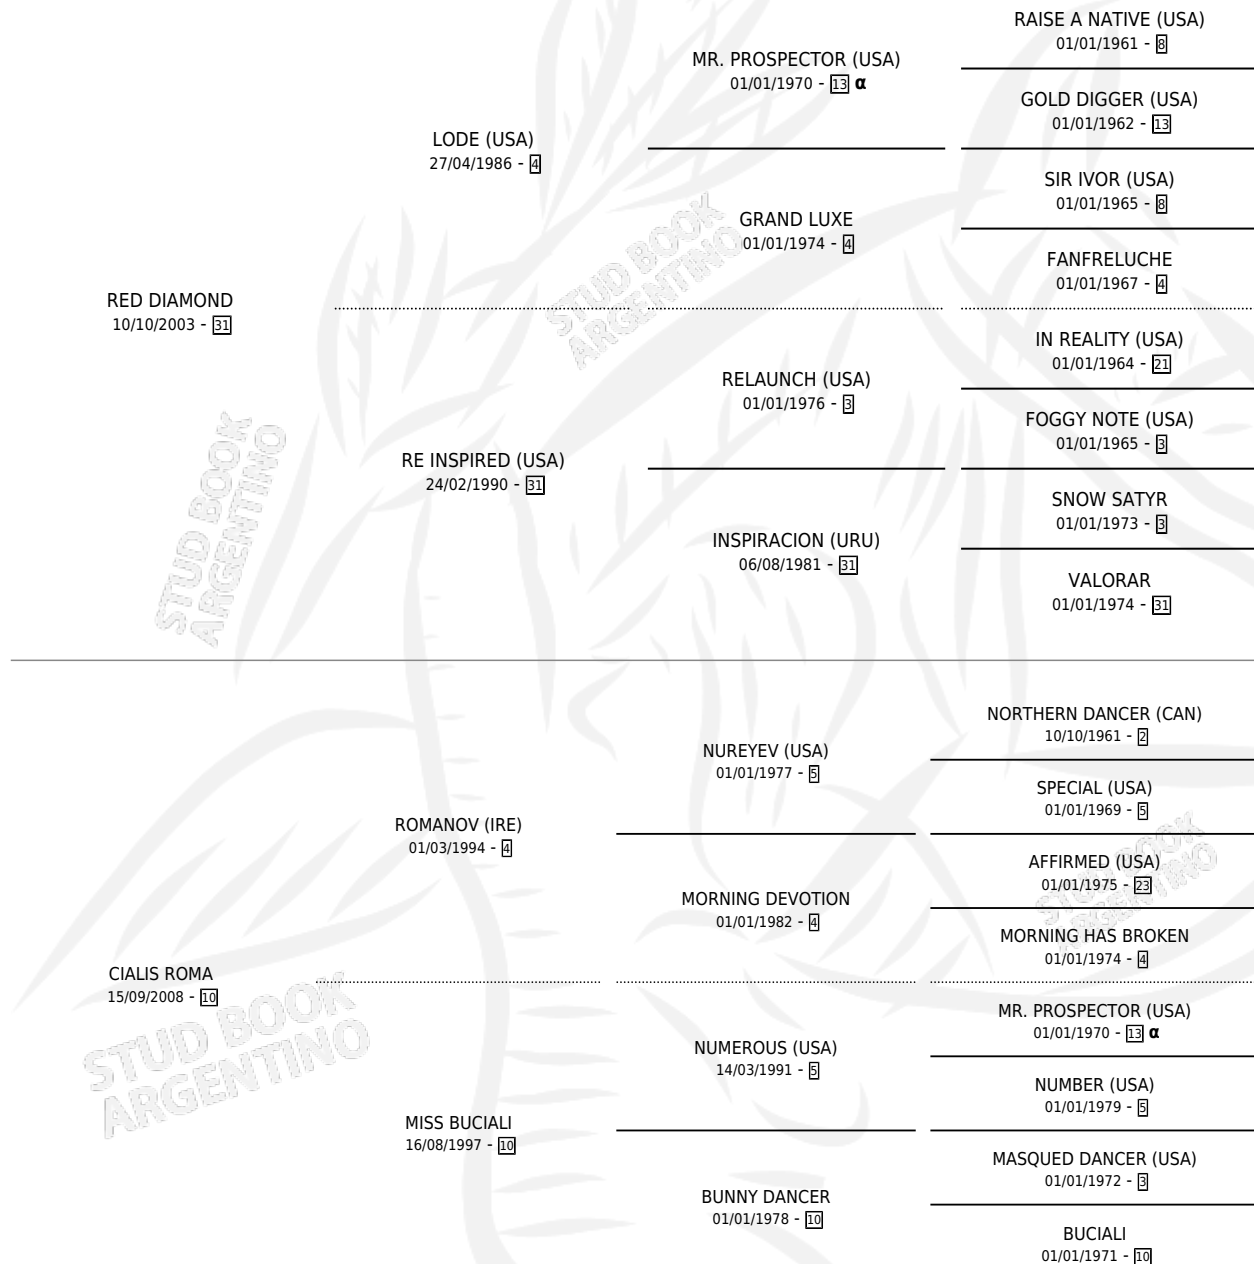 RAISE A NATIVE (USA)
01/01/1961 - 8
MR. PROSPECTOR (USA)
01/01/1970 - 13 α
GOLD DIGGER (USA)
01/01/1962 - 13
LODE (USA)
27/04/1986 - 4
SIR IVOR (USA)
01/01/1965 - 8
GRAND LUXE
01/01/1974 - 4
FANFRELUCHE
01/01/1967 - 4
RED DIAMOND
10/10/2003 - 31
IN REALITY (USA)
01/01/1964 - 21
RELAUNCH (USA)
01/01/1976 - 3
FOGGY NOTE (USA)
01/01/1965 - 3
RE INSPIRED (USA)
24/02/1990 - 31
SNOW SATYR
01/01/1973 - 3
INSPIRACION (URU)
06/08/1981 - 31
VALORAR
01/01/1974 - 31
STUD BOOK
ARGENTINO
STUD BOOK
ARGENTINO
NORTHERN DANCER (CAN)
10/10/1961 - 2
NUREYEV (USA)
01/01/1977 - 5
SPECIAL (USA)
01/01/1969 - 5
ROMANOV (IRE)
01/03/1994 - 4
AFFIRMED (USA)
01/01/1975 - 23
MORNING DEVOTION
01/01/1982 - 4
MORNING HAS BROKEN
01/01/1974 - 4
CIALIS ROMA
15/09/2008 - 10
MR. PROSPECTOR (USA)
01/01/1970 - 13 α
NUMEROUS (USA)
14/03/1991 - 5
NUMBER (USA)
01/01/1979 - 5
MISS BUCIALI
16/08/1997 - 10
MASQUED DANCER (USA)
01/01/1972 - 3
BUNNY DANCER
01/01/1978 - 10
BUCIALI
01/01/1971 - 10
STUD BOOK
ARGENTINO
STUD BOOK
ARGENTINO